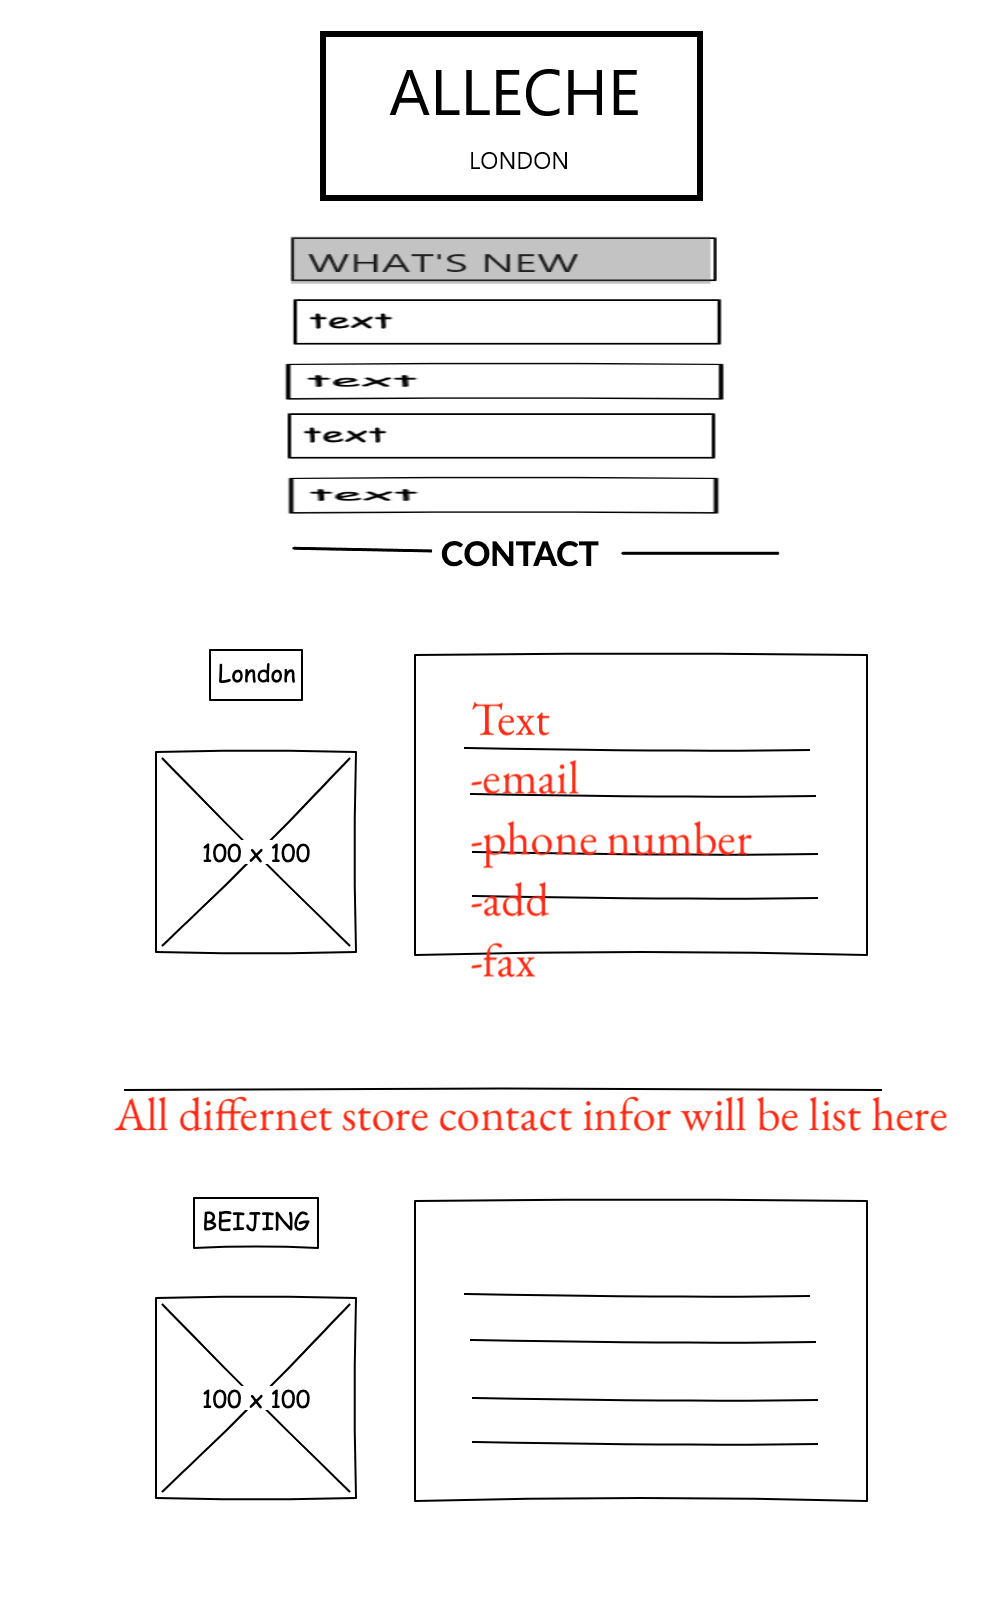 ALLECHE
LONDON
WHAT'S NEW
text
text
text
text
CONTACT
London
100 x 100
Text
-email
-phone number
-add
-fax
All differnet store contact infor will be list here
BEIJING
100 x 100